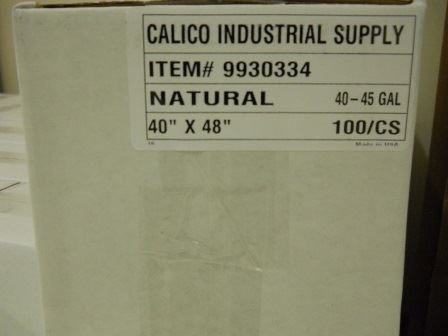 CALICO INDUSTRIAL SUPPLY
ITEM# 9930334
NATURAL 40-45 GAL
40" X 48" 100/CS
Made in USA